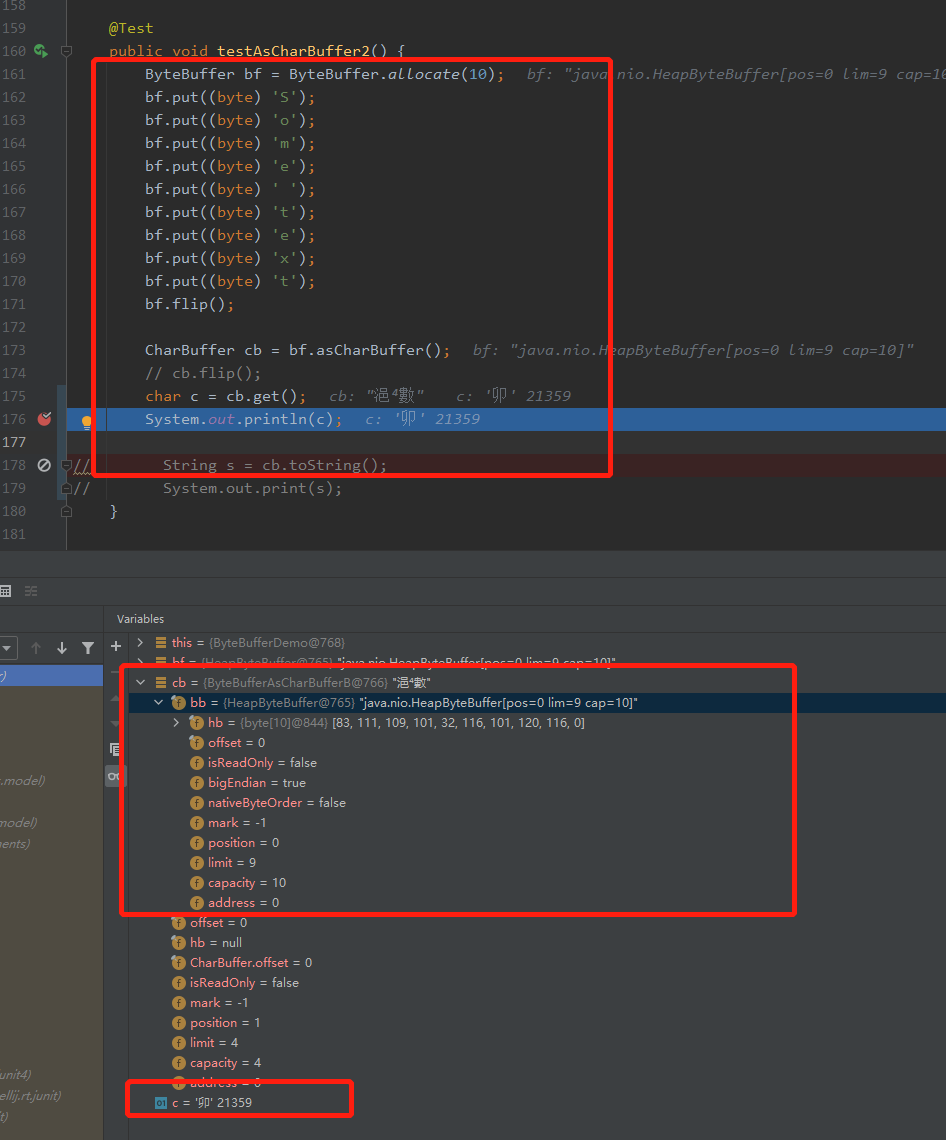 158
159 @Test
160 public void testAsCharBuffer2() {
161 ByteBuffer bf = ByteBuffer.allocate(10); bf: "java.nio.HeapByteBuffer[pos=0 lim=9 cap=10
162 bf.put((byte) 'S');
163 bf.put((byte) 'o');
164 bf.put((byte) 'm');
165 bf.put((byte) 'e');
166 bf.put((byte) ' ');
167 bf.put((byte) 't');
168 bf.put((byte) 'e');
169 bf.put((byte) 'x');
170 bf.put((byte) 't');
171 bf.flip();
172
173 CharBuffer cb = bf.asCharBuffer(); bf: "java.nio.HeapByteBuffer[pos=0 lim=9 cap=10]"
174 // cb.flip();
175 char c = cb.get(); cb: "浥⁴數" c: '卯' 21359
176 System.out.println(c); c: '卯' 21359
177
178 // String s = cb.toString();
179 // System.out.print(s);
180 }
181
Variables
this = {ByteBufferDemo@768}
bf = {HeapByteBuffer@765} "java.nio.HeapByteBuffer[pos=0 lim=9 cap=10]"
cb = {ByteBufferAsCharBufferB@766} "浥⁴數"
bb = {HeapByteBuffer@765} "java.nio.HeapByteBuffer[pos=0 lim=9 cap=10]"
hb = {byte[10]@844} [83, 111, 109, 101, 32, 116, 101, 120, 116, 0]
offset = 0
isReadOnly = false
bigEndian = true
.model)
nativeByteOrder = false
model)
mark = -1
ents)
position = 0
limit = 9
capacity = 10
address = 0
offset = 0
hb = null
CharBuffer.offset = 0
isReadOnly = false
mark = -1
position = 1
limit = 4
capacity = 4
unit4)
address = 0
ellij.rt.junit)
c = '卯' 21359
t)